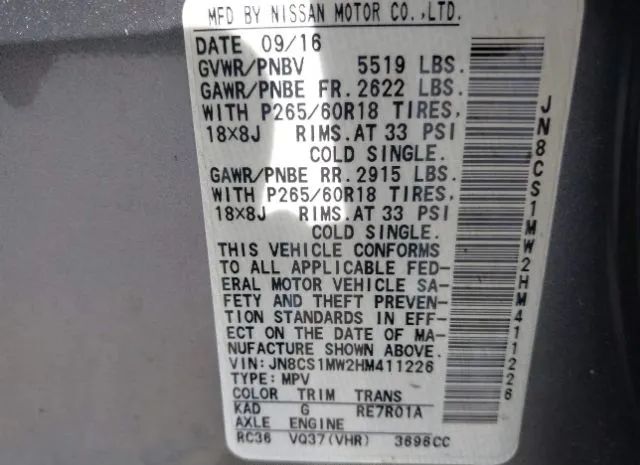 MFD BY NISSAN MOTOR CO.,LTD.
DATE 09/16
GVWR/PNBV 5519 LBS.
GAWR/PNBE FR. 2622 LBS.
WITH P265/60R18 TIRES,
18X8J RIMS.AT 33 PSI
COLD SINGLE.
GAWR/PNBE RR. 2915 LBS.
WITH P265/60R18 TIRES,
18X8J RIMS.AT 33 PSI
COLD SINGLE.
THIS VEHICLE CONFORMS
TO ALL APPLICABLE FED-
ERAL MOTOR VEHICLE SA-
FETY AND THEFT PREVEN-
TION STANDARDS IN EFF-
ECT ON THE DATE OF MA-
NUFACTURE SHOWN ABOVE.
VIN:JN8CS1MW2HM411226
TYPE:MPV
COLOR TRIM TRANS
KAD G RE7R01A
AXLE ENGINE
RC36 VQ37(VHR) 3696CC
JN8CS1MW2HM411226